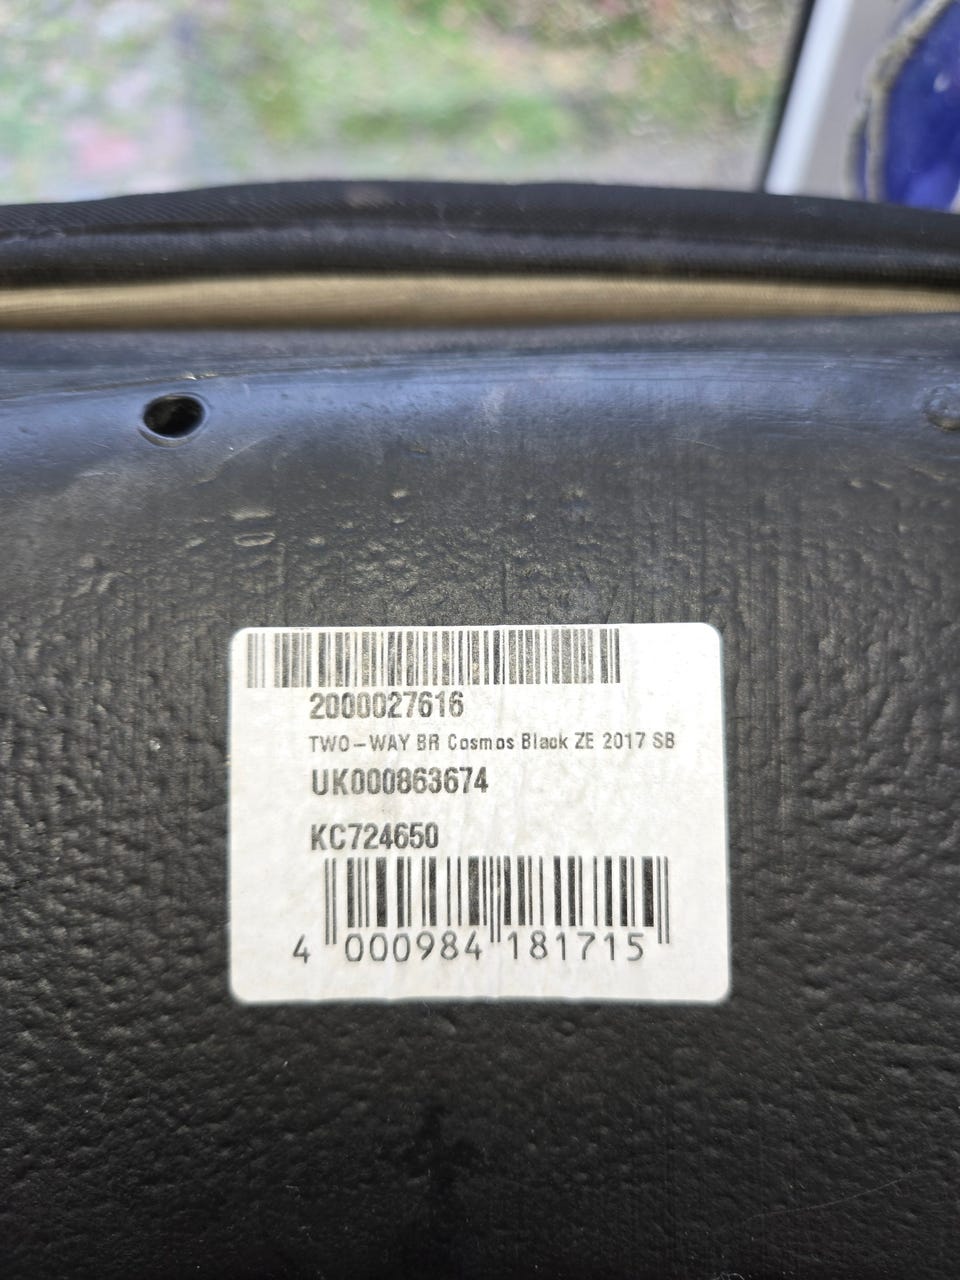 2000027616
TWO-WAY BR Cosmos Black ZE 2017 SB
UK000863674
KC724650
4 000984 181715